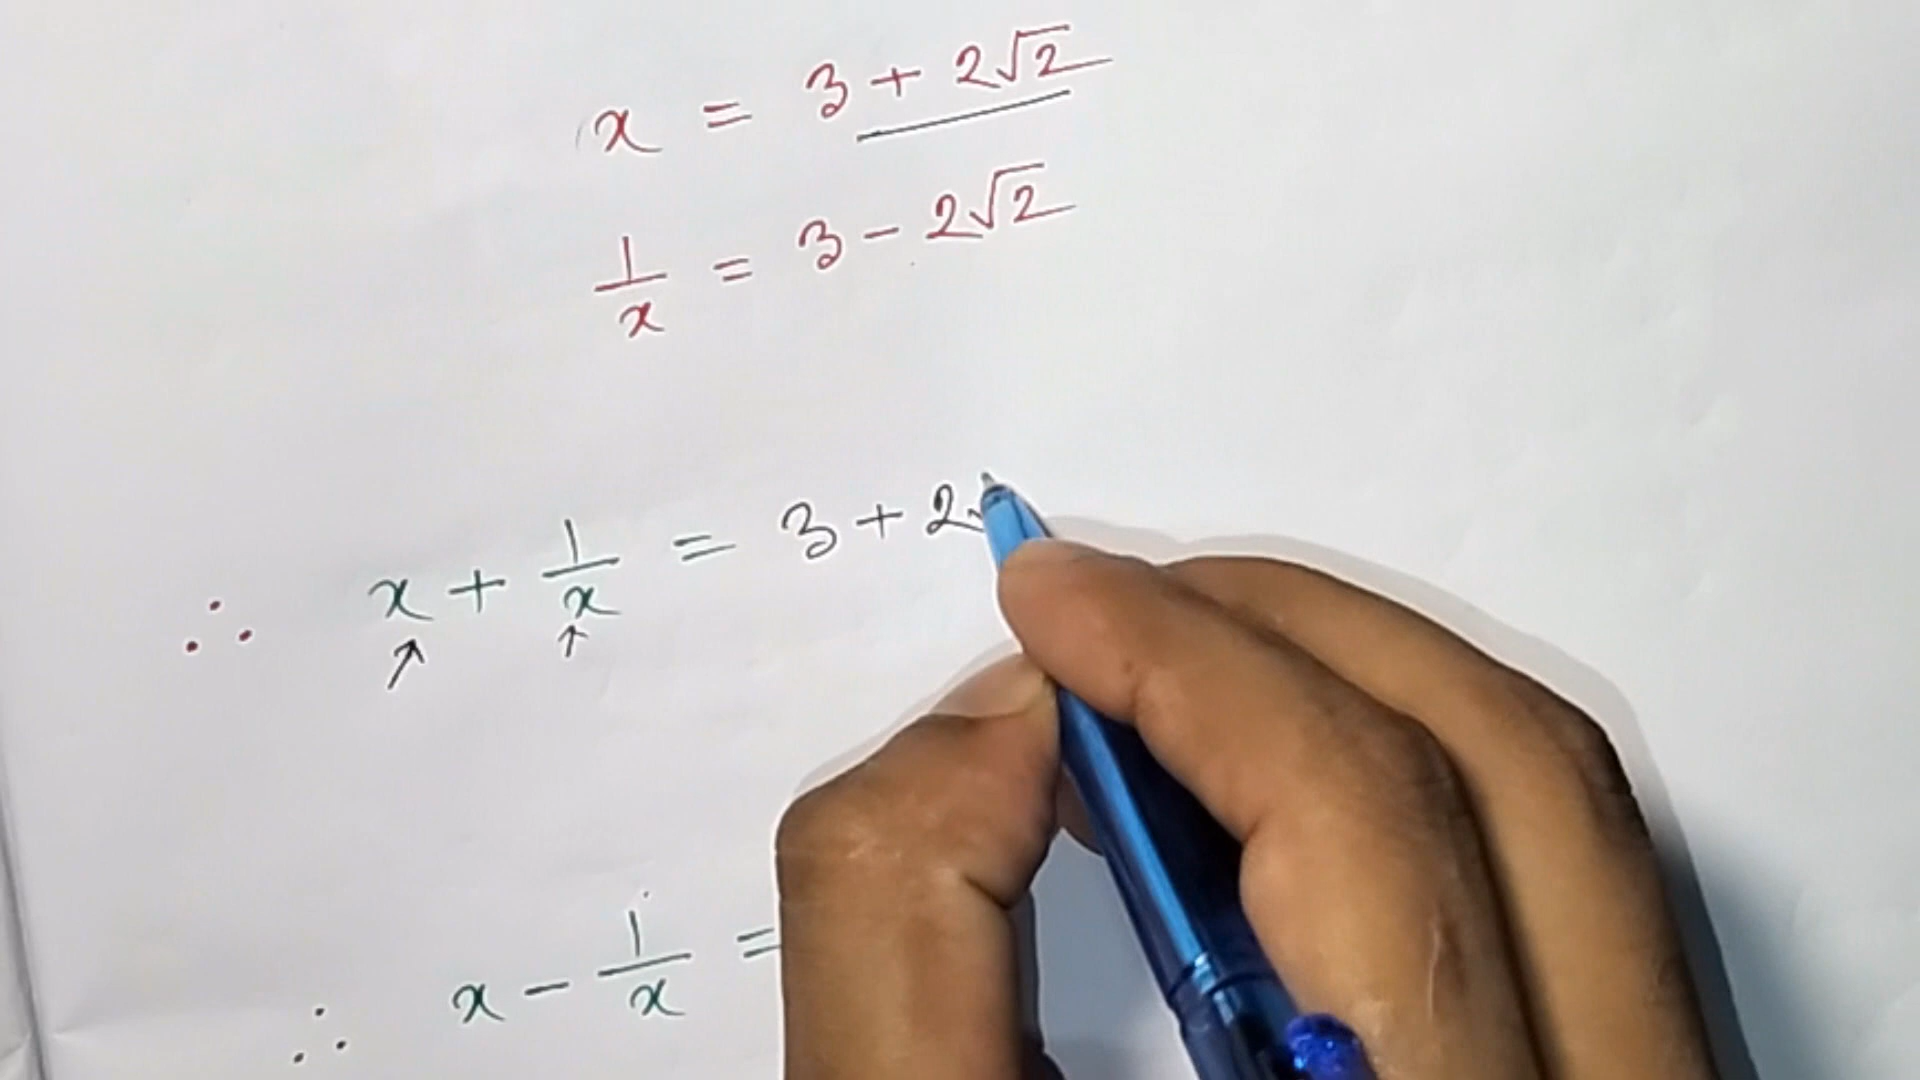 x = 3 + 2√2
1/x = 3 - 2√2
∴ x + 1/x = 3 + 2√
∴ x - 1/x =